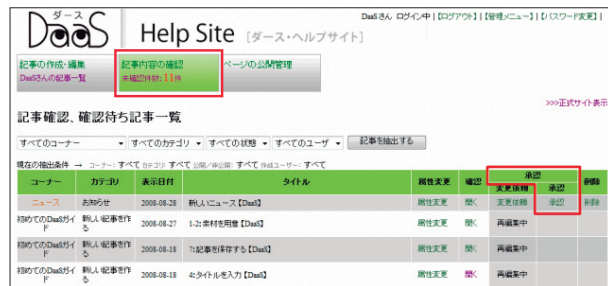 ダース
DaaS Help Site [ダース・ヘルプサイト]
DaaS さん ログイン中 | 【ログアウト】 | 【管理メニュー】 | 【パスワード変更】 |
記事の作成・編集 記事内容の確認 ページの公開管理
DaaSさんの記事一覧 未確認件数:11件
>>>正式サイト表示
記事確認、確認待ち記事一覧
すべてのコーナー すべてのカテゴリ すべての状態 すべてのユーザ 記事を抽出する
現在の抽出条件 → コーナー: すべて カテゴリ: すべて 公開/非公開: すべて 作成ユーザー: すべて
コーナー カテゴリ 表示日付 タイトル 属性変更 確認 承認 削除
変更依頼 承認
ニュース お知らせ 2008-08-28 新しいニュース【DaaS】 属性変更 開く 変更依頼 承認 削除
初めてのDaaSガイド 新しい記事を作る 2008-08-27 1-2:素材を用意【DaaS】 属性変更 開く 再編集中
初めてのDaaSガイド 新しい記事を作る 2008-08-18 7:記事を保存する【DaaS】 属性変更 開く 再編集中
初めてのDaaSガイド 新しい記事を作る 2008-08-18 4:タイトルを入力【DaaS】 属性変更 開く 再編集中